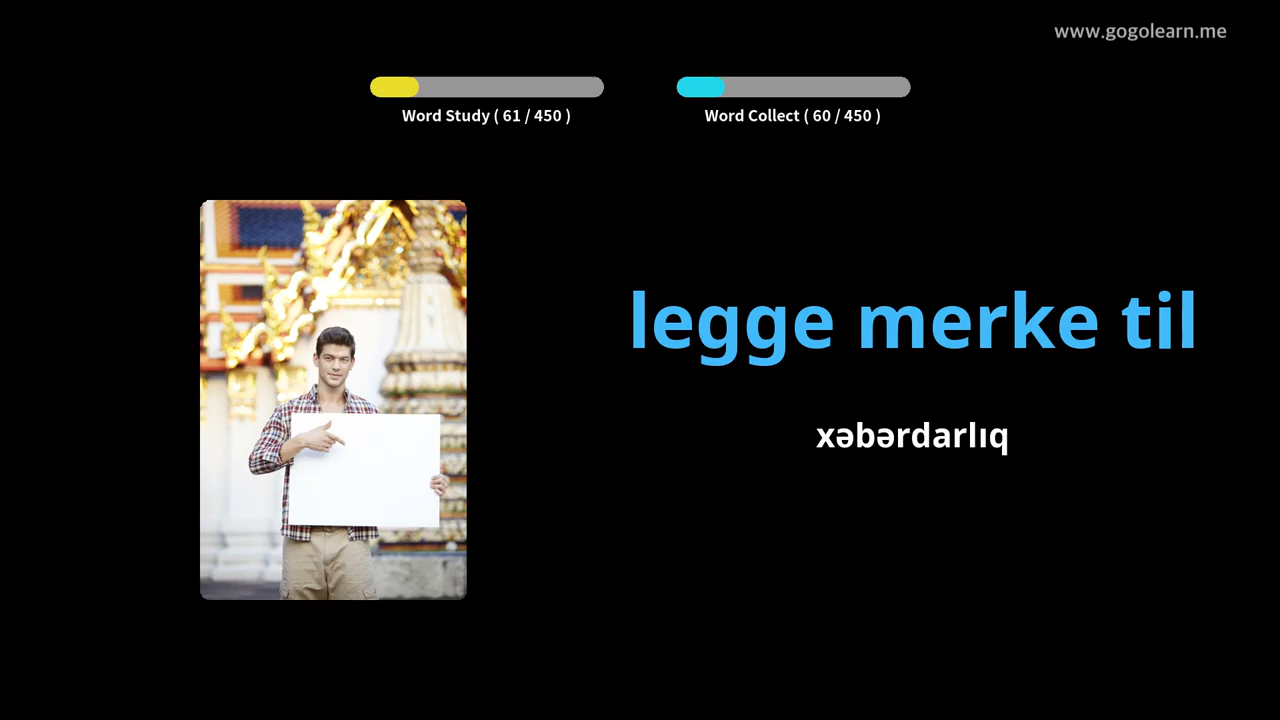 www.gogolearn.me
Word Study ( 61 / 450 )
Word Collect ( 60 / 450 )
legge merke til
xəbərdarlıq